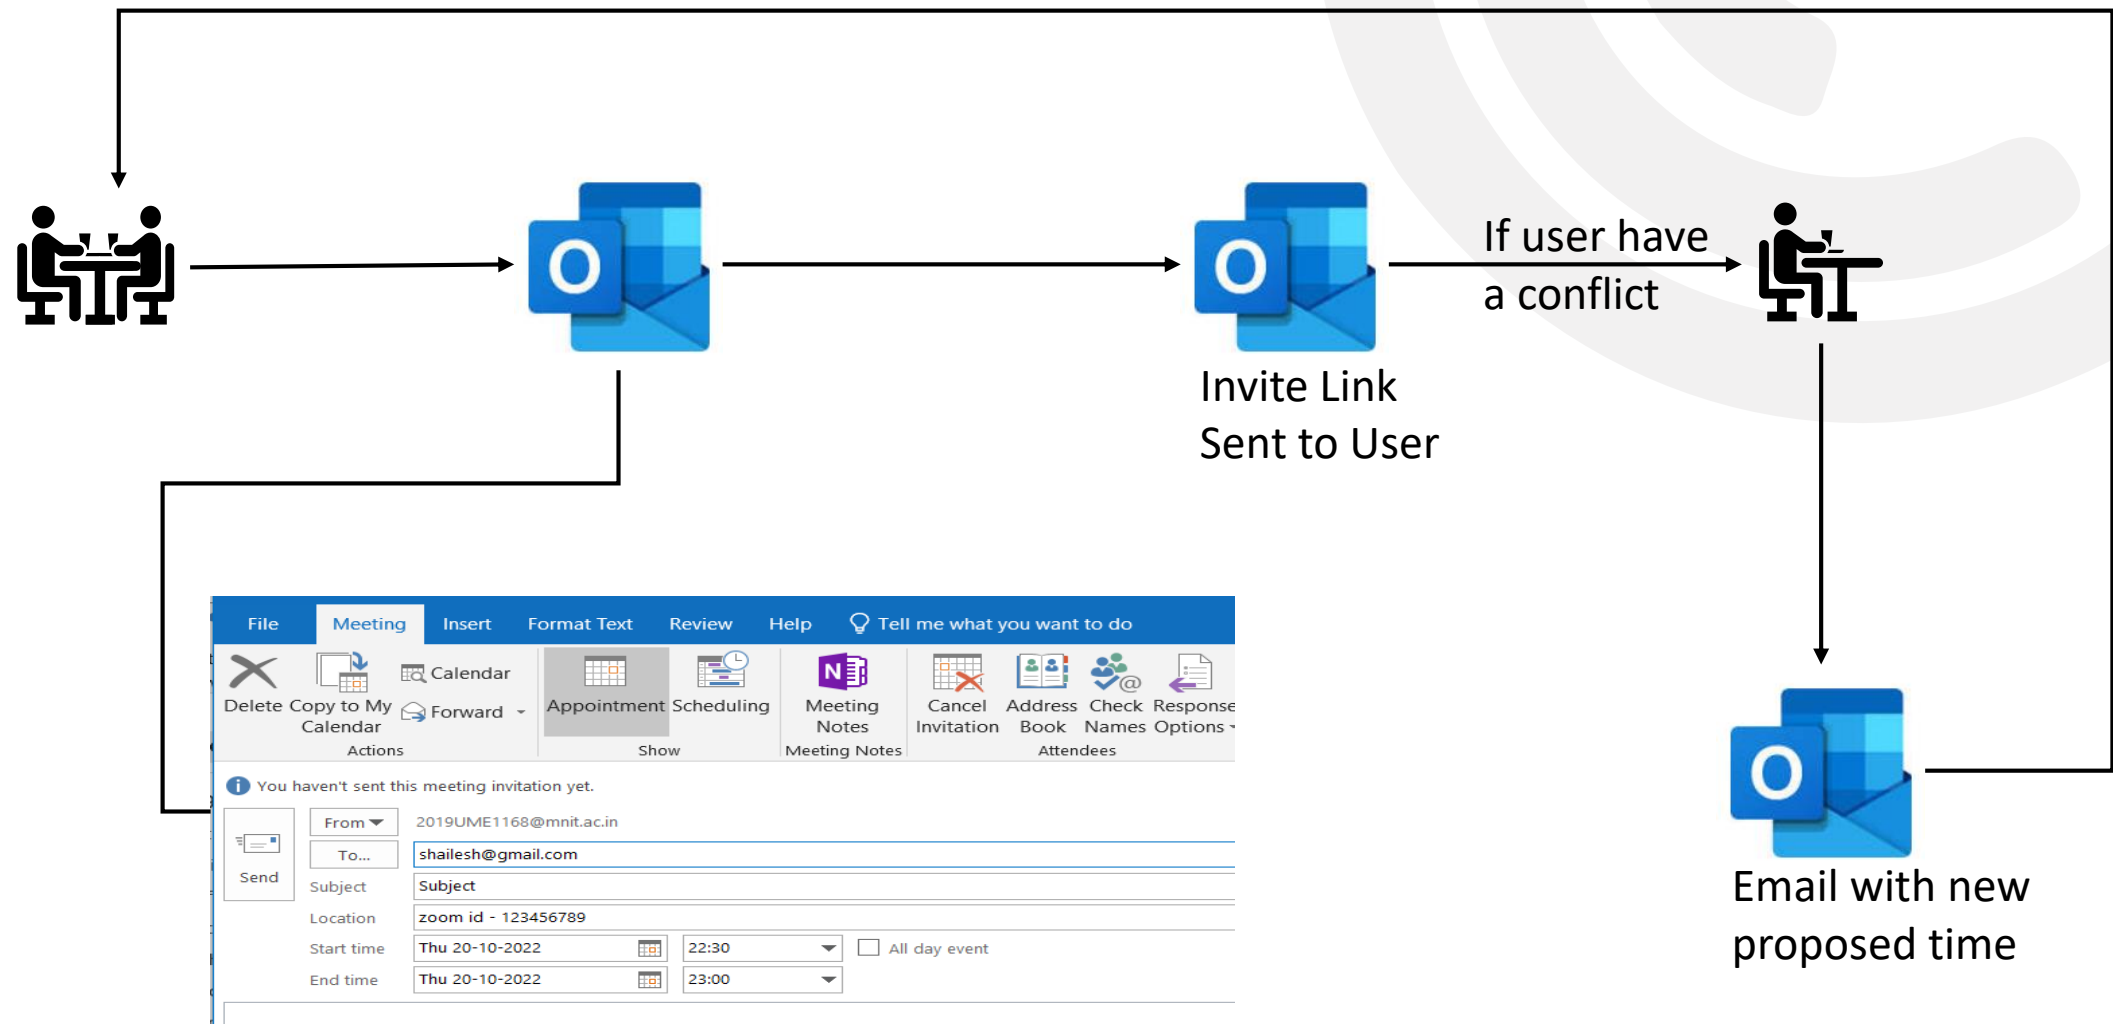 If user have
a conflict
Invite Link
Sent to User
File Meeting Insert Format Text Review Help Tell me what you want to do
Calendar
Forward
Delete Copy to My Calendar
Appointment Scheduling
Meeting Notes
Cancel Invitation
Address Book
Check Names
Response Options
Actions Show Meeting Notes Attendees
You haven't sent this meeting invitation yet.
Send
From 2019UME1168@mnit.ac.in
To... shailesh@gmail.com
Subject Subject
Location zoom id - 123456789
Start time Thu 20-10-2022 22:30 All day event
End time Thu 20-10-2022 23:00
Email with new
proposed time